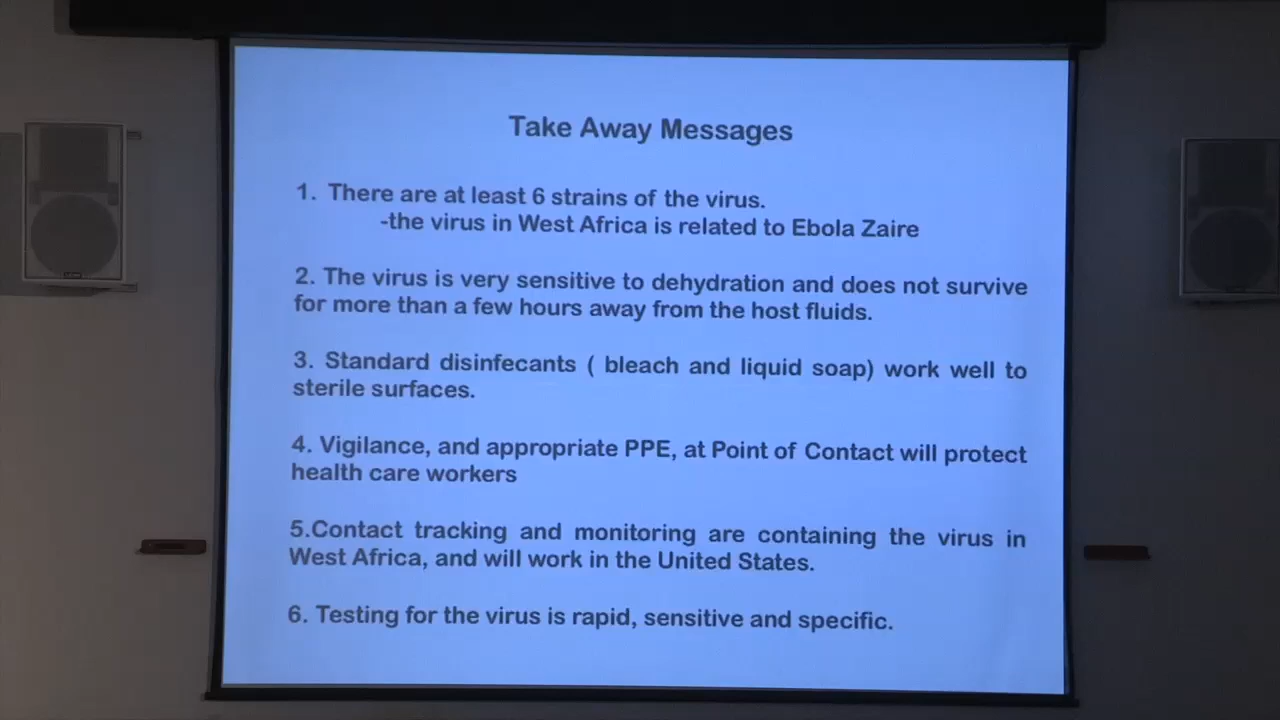 Take Away Messages
1. There are at least 6 strains of the virus.
-the virus in West Africa is related to Ebola Zaire
2. The virus is very sensitive to dehydration and does not survive
for more than a few hours away from the host fluids.
3. Standard disinfecants ( bleach and liquid soap) work well to
sterile surfaces.
4. Vigilance, and appropriate PPE, at Point of Contact will protect
health care workers
5.Contact tracking and monitoring are containing the virus in
West Africa, and will work in the United States.
6. Testing for the virus is rapid, sensitive and specific.